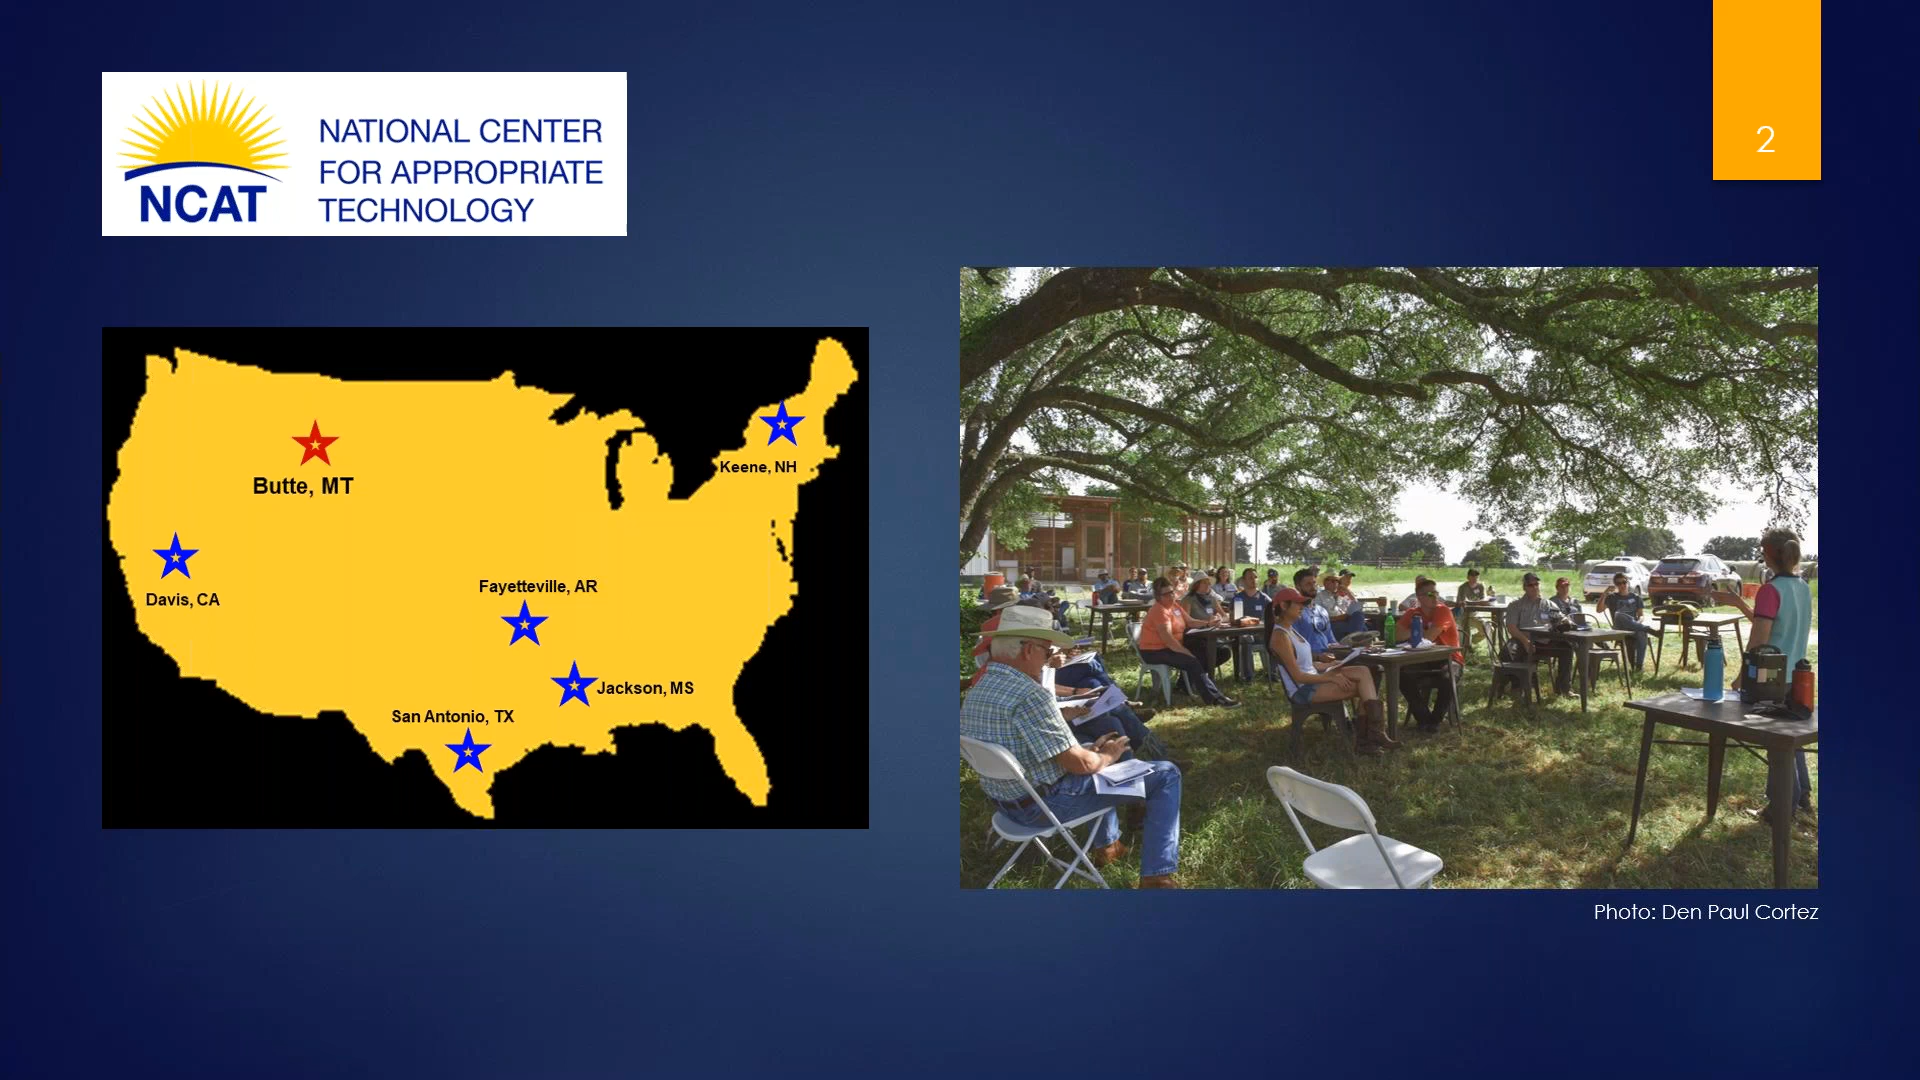 NATIONAL CENTER
FOR APPROPRIATE
TECHNOLOGY
NCAT
2
Butte, MT
Keene, NH
Davis, CA
Fayetteville, AR
Jackson, MS
San Antonio, TX
Photo: Den Paul Cortez